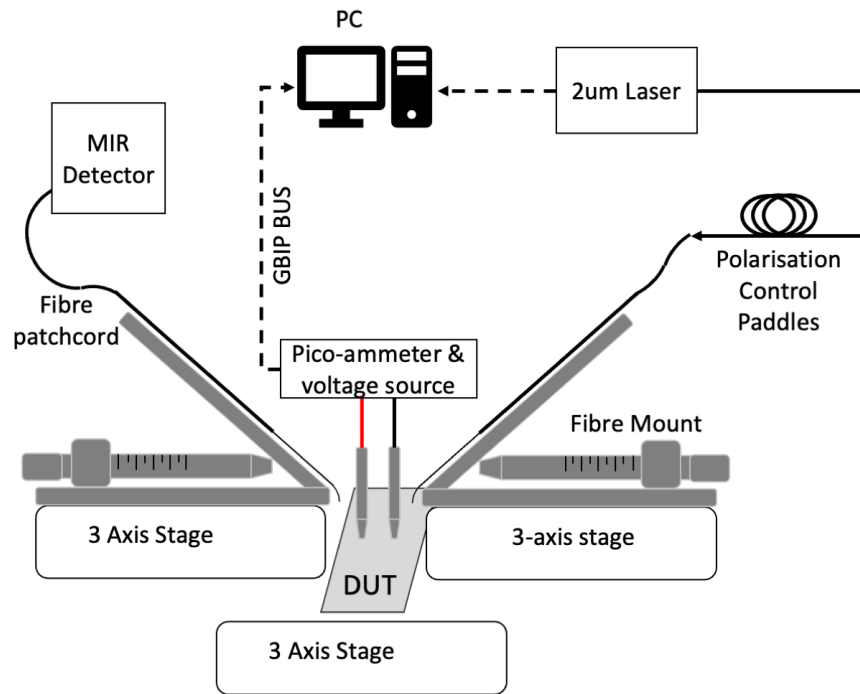 PC
2um Laser
MIR
Detector
GBIP BUS
Polarisation
Control
Paddles
Fibre
patchcord
Pico-ammeter &
voltage source
Fibre Mount
3 Axis Stage
3-axis stage
DUT
3 Axis Stage